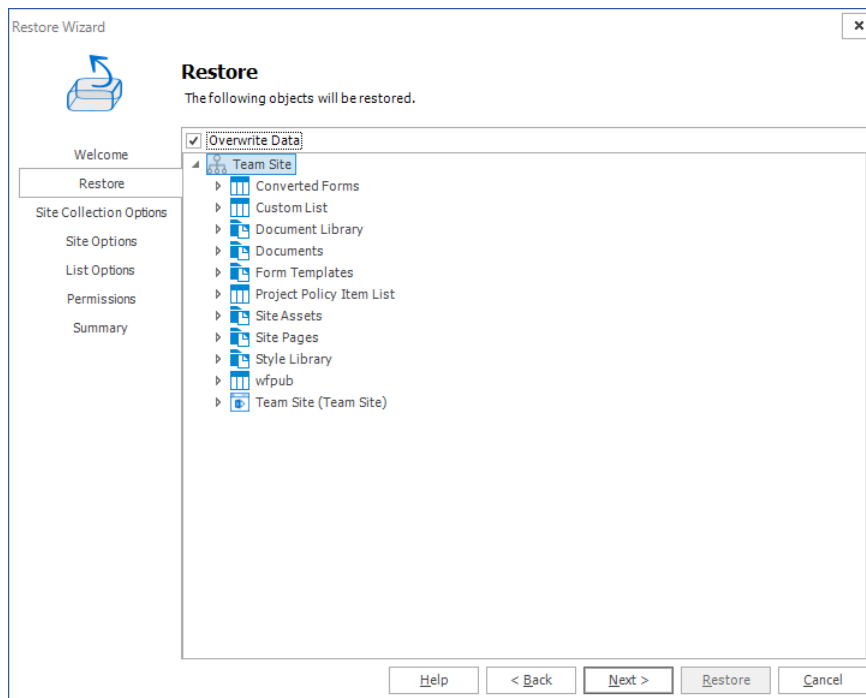 Restore Wizard
Restore
The following objects will be restored.
Welcome
Restore
Site Collection Options
Site Options
List Options
Permissions
Summary
Overwrite Data
Team Site
Converted Forms
Custom List
Document Library
Documents
Form Templates
Project Policy Item List
Site Assets
Site Pages
Style Library
wfpub
Team Site (Team Site)
Help
< Back
Next >
Restore
Cancel